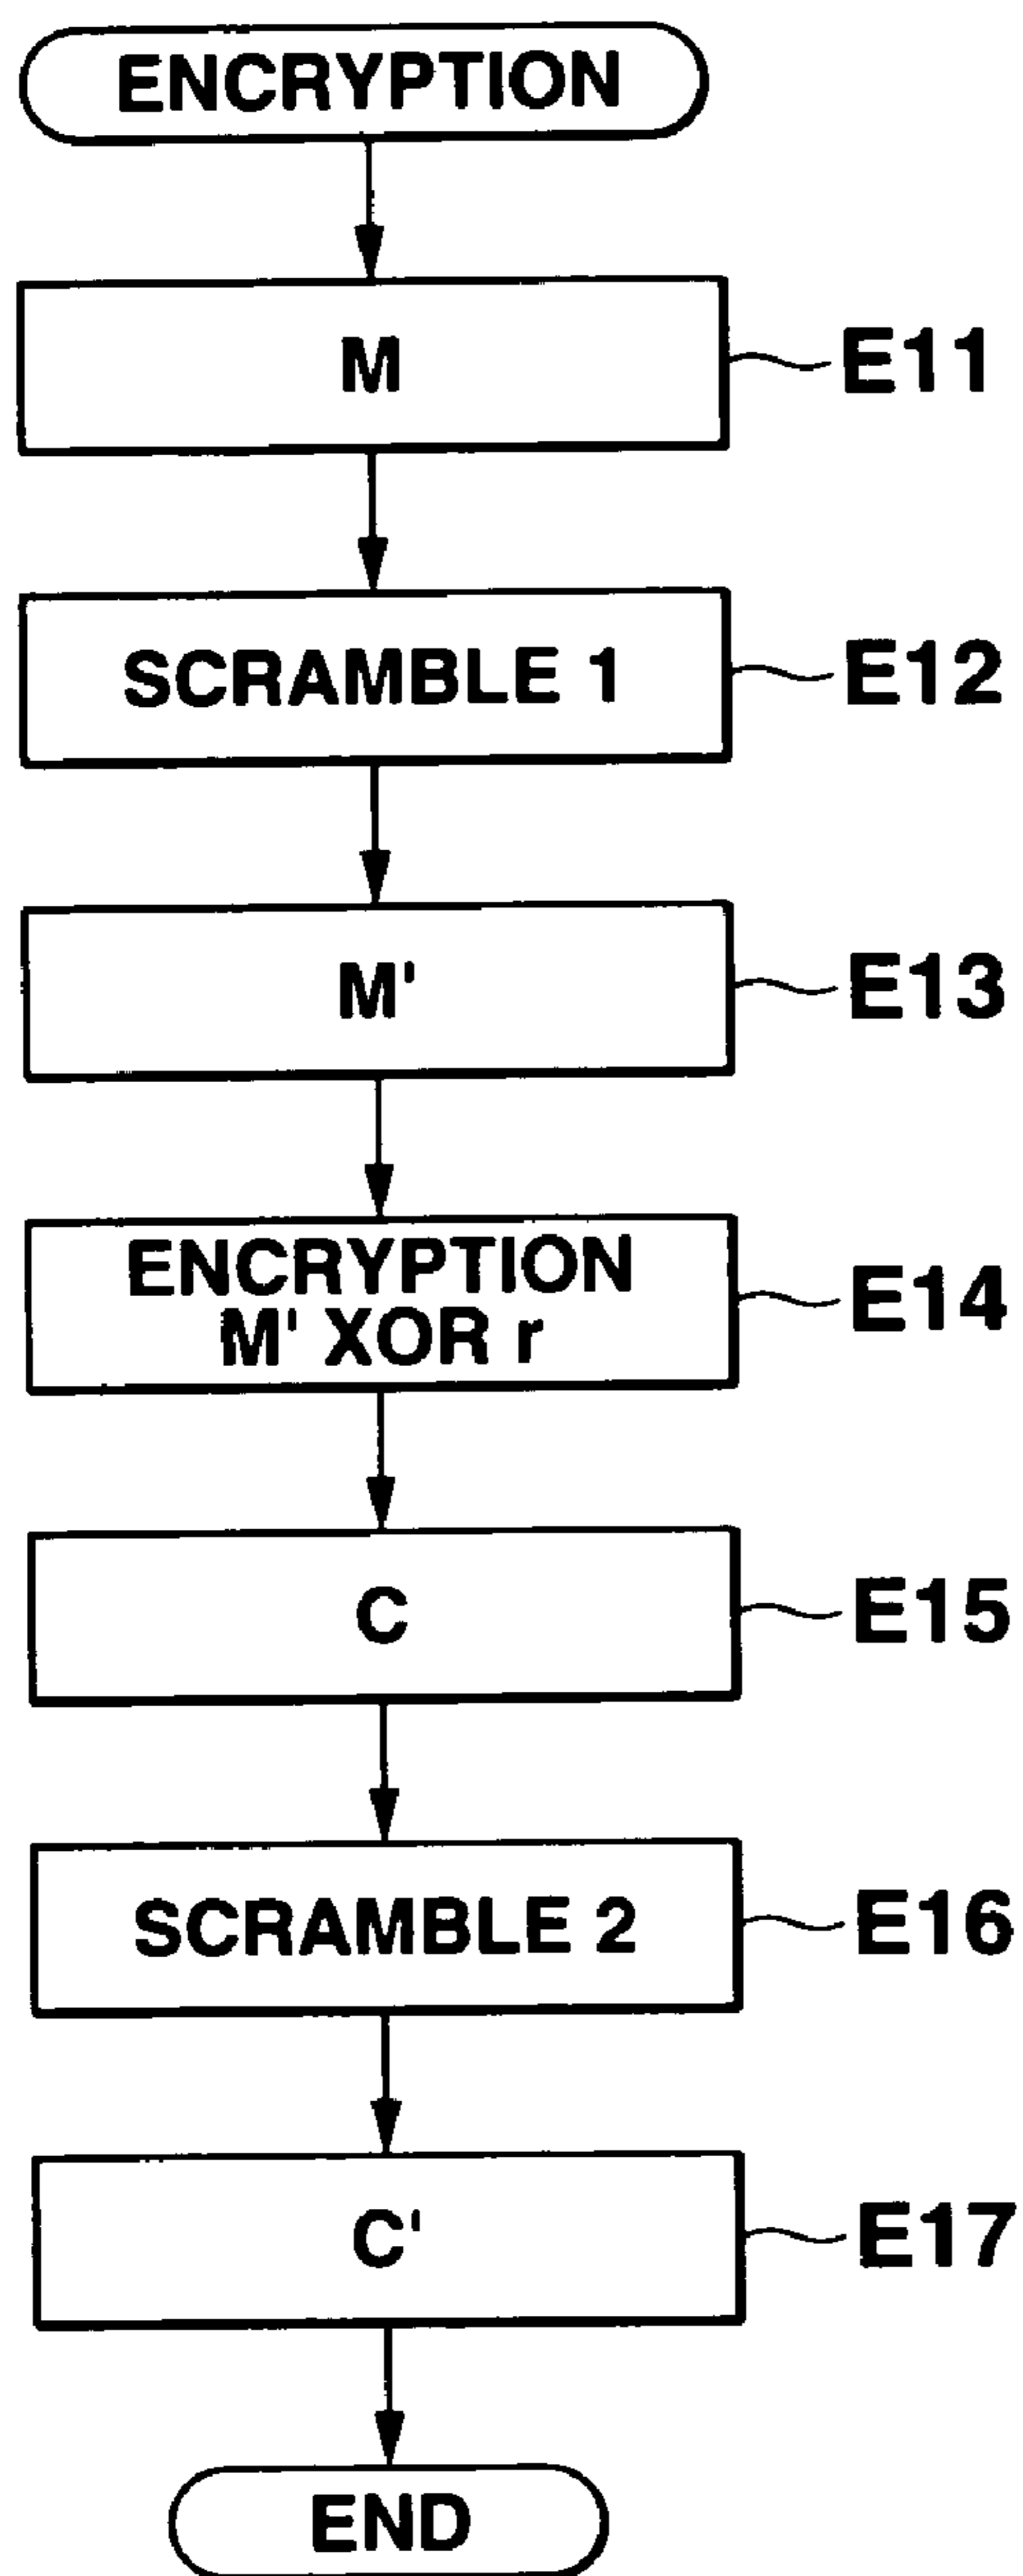 ENCRYPTION
M
E11
SCRAMBLE 1
E12
M'
E13
ENCRYPTION
M' XOR r
E14
C
E15
SCRAMBLE 2
E16
C'
E17
END